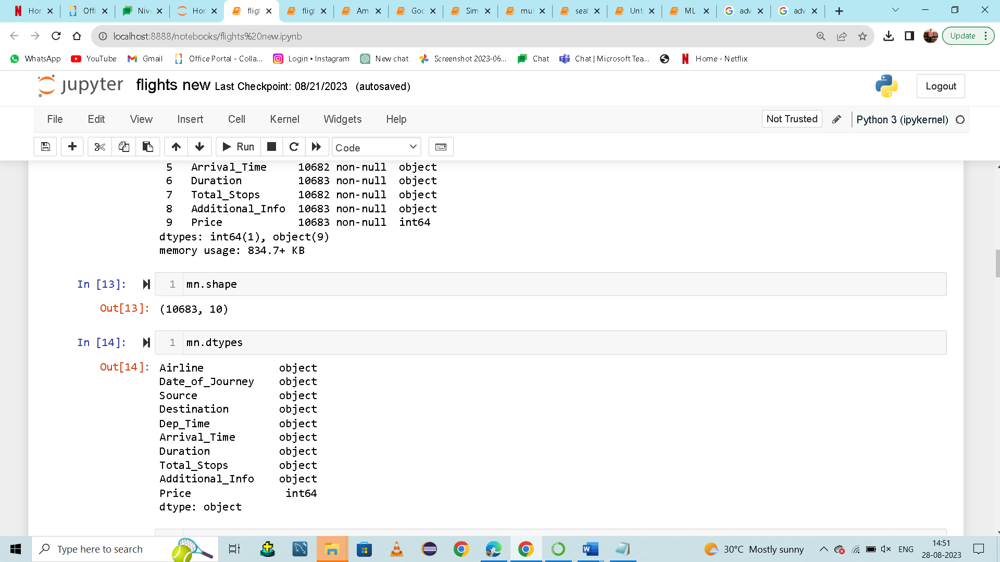 Hor
Offi
Niv
Hor
fligh
fligh
Am
Goo
Sim
mul
seab
Unti
ML
adv
adv
localhost:8888/notebooks/flights%20new.ipynb
Update
WhatsApp
YouTube
Gmail
Office Portal - Colla...
Login • Instagram
New chat
Screenshot 2023-06...
Chat
Chat | Microsoft Tea...
Home - Netflix
jupyter flights new Last Checkpoint: 08/21/2023 (autosaved)
Logout
File Edit View Insert Cell Kernel Widgets Help
Not Trusted
Python 3 (ipykernel)
Run
Code
5 Arrival_Time 10682 non-null object
6 Duration 10683 non-null object
7 Total_Stops 10682 non-null object
8 Additional_Info 10683 non-null object
9 Price 10683 non-null int64
dtypes: int64(1), object(9)
memory usage: 834.7+ KB
In [13]: 1 mn.shape
Out[13]: (10683, 10)
In [14]: 1 mn.dtypes
Out[14]: Airline object
Date_of_Journey object
Source object
Destination object
Dep_Time object
Arrival_Time object
Duration object
Total_Stops object
Additional_Info object
Price int64
dtype: object
Type here to search
30°C Mostly sunny
ENG
14:51
28-08-2023